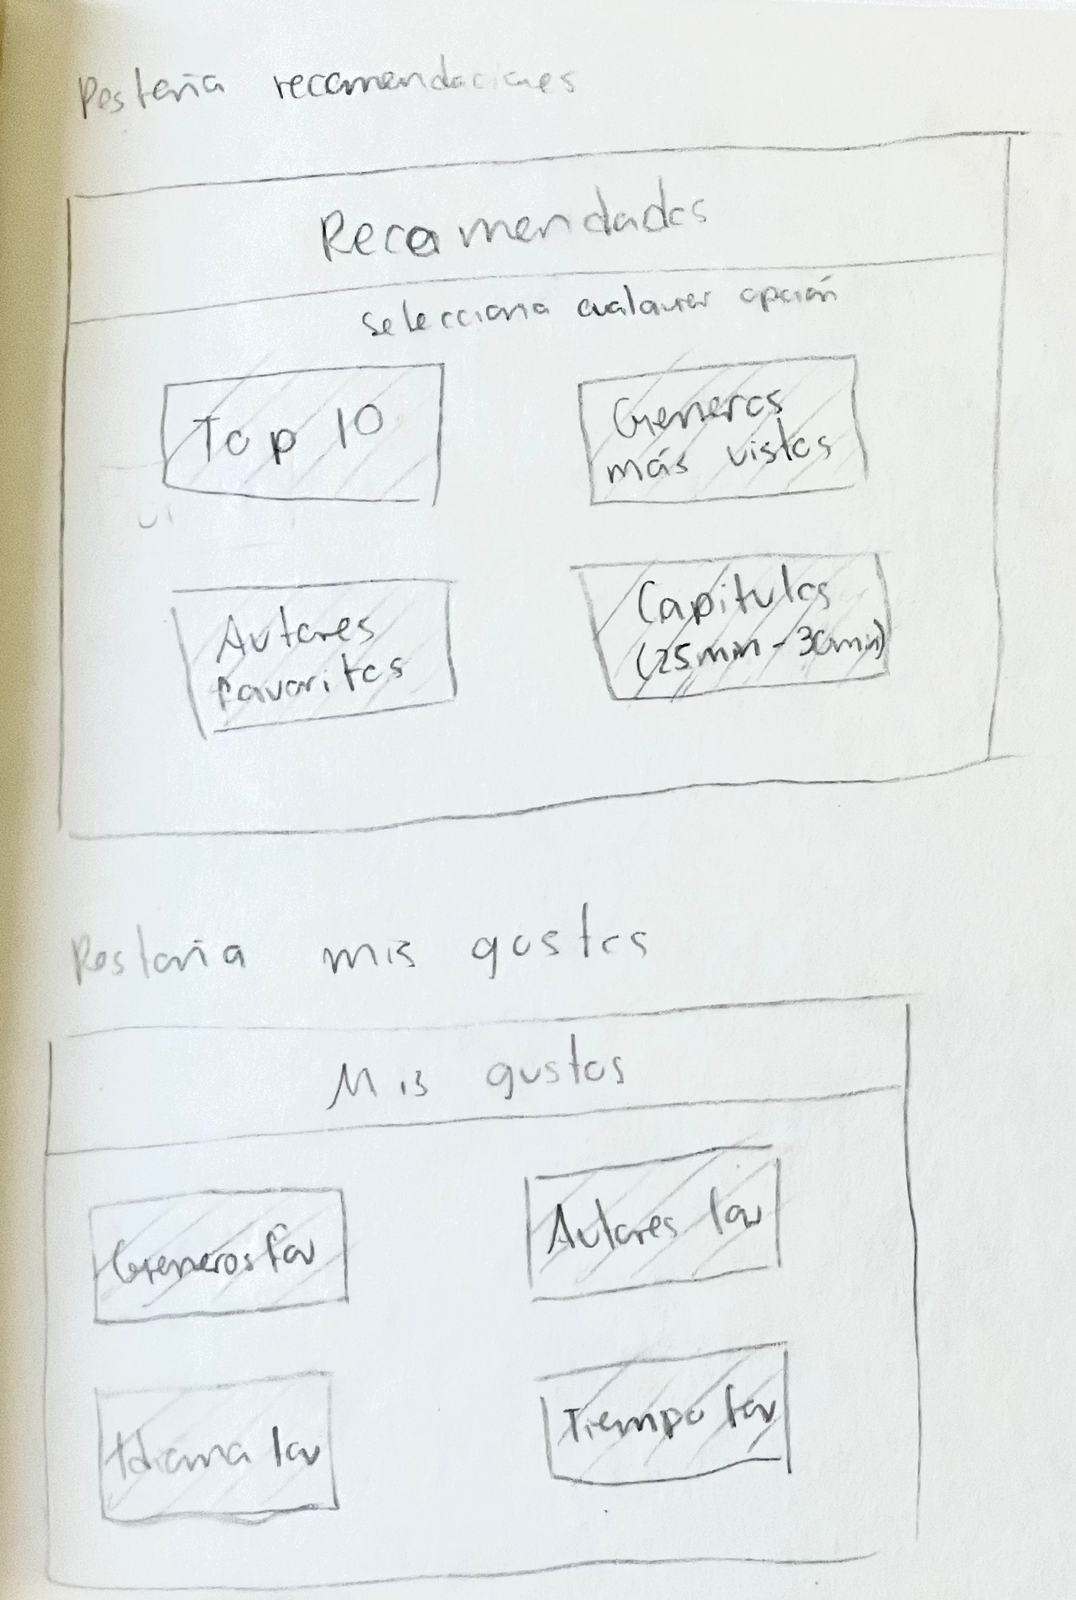 Pestaña recomendaciones
Recomendados
selecciona cualquier opción
Top 10
Generos
más vistos
Autores
favoritos
Capitulos
(25min - 30min)
Pestaña mis gustos
Mis gustos
Generos fav
Autores fav
Idioma fav
Tiempo fav